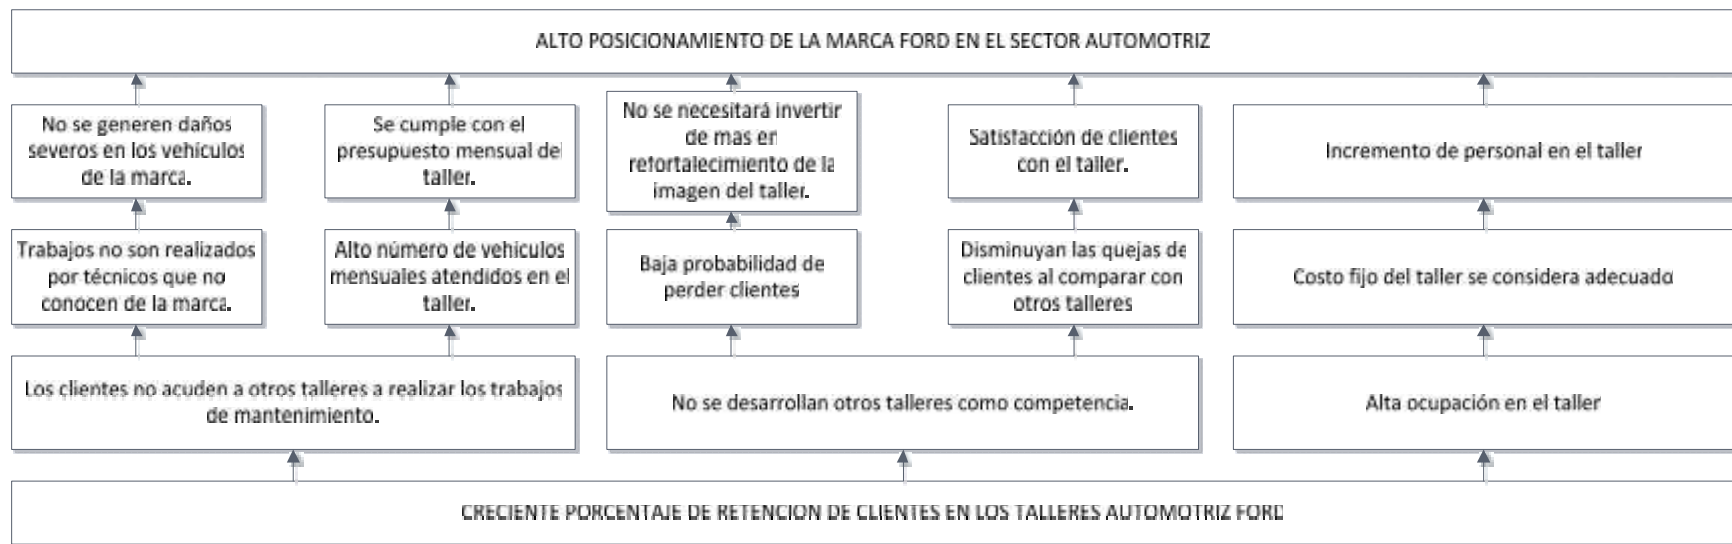 ALTO POSICIONAMIENTO DE LA MARCA FORD EN EL SECTOR AUTOMOTRIZ
No se generen daños
severos en los vehículos
de la marca.
Se cumple con el
presupuesto mensual del
taller.
No se necesitará invertir
de mas en
refortalecimiento de la
imagen del taller.
Satisfacción de clientes
con el taller.
Incremento de personal en el taller
Trabajos no son realizados
por técnicos que no
conocen de la marca.
Alto número de vehículos
mensuales atendidos en el
taller.
Baja probabilidad de
perder clientes
Disminuyan las quejas de
clientes al comparar con
otros talleres
Costo fijo del taller se considera adecuado
Los clientes no acuden a otros talleres a realizar los trabajos
de mantenimiento.
No se desarrollan otros talleres como competencia.
Alta ocupación en el taller
CRECIENTE PORCENTAJE DE RETENCION DE CLIENTES EN LOS TALLERES AUTOMOTRIZ FORD